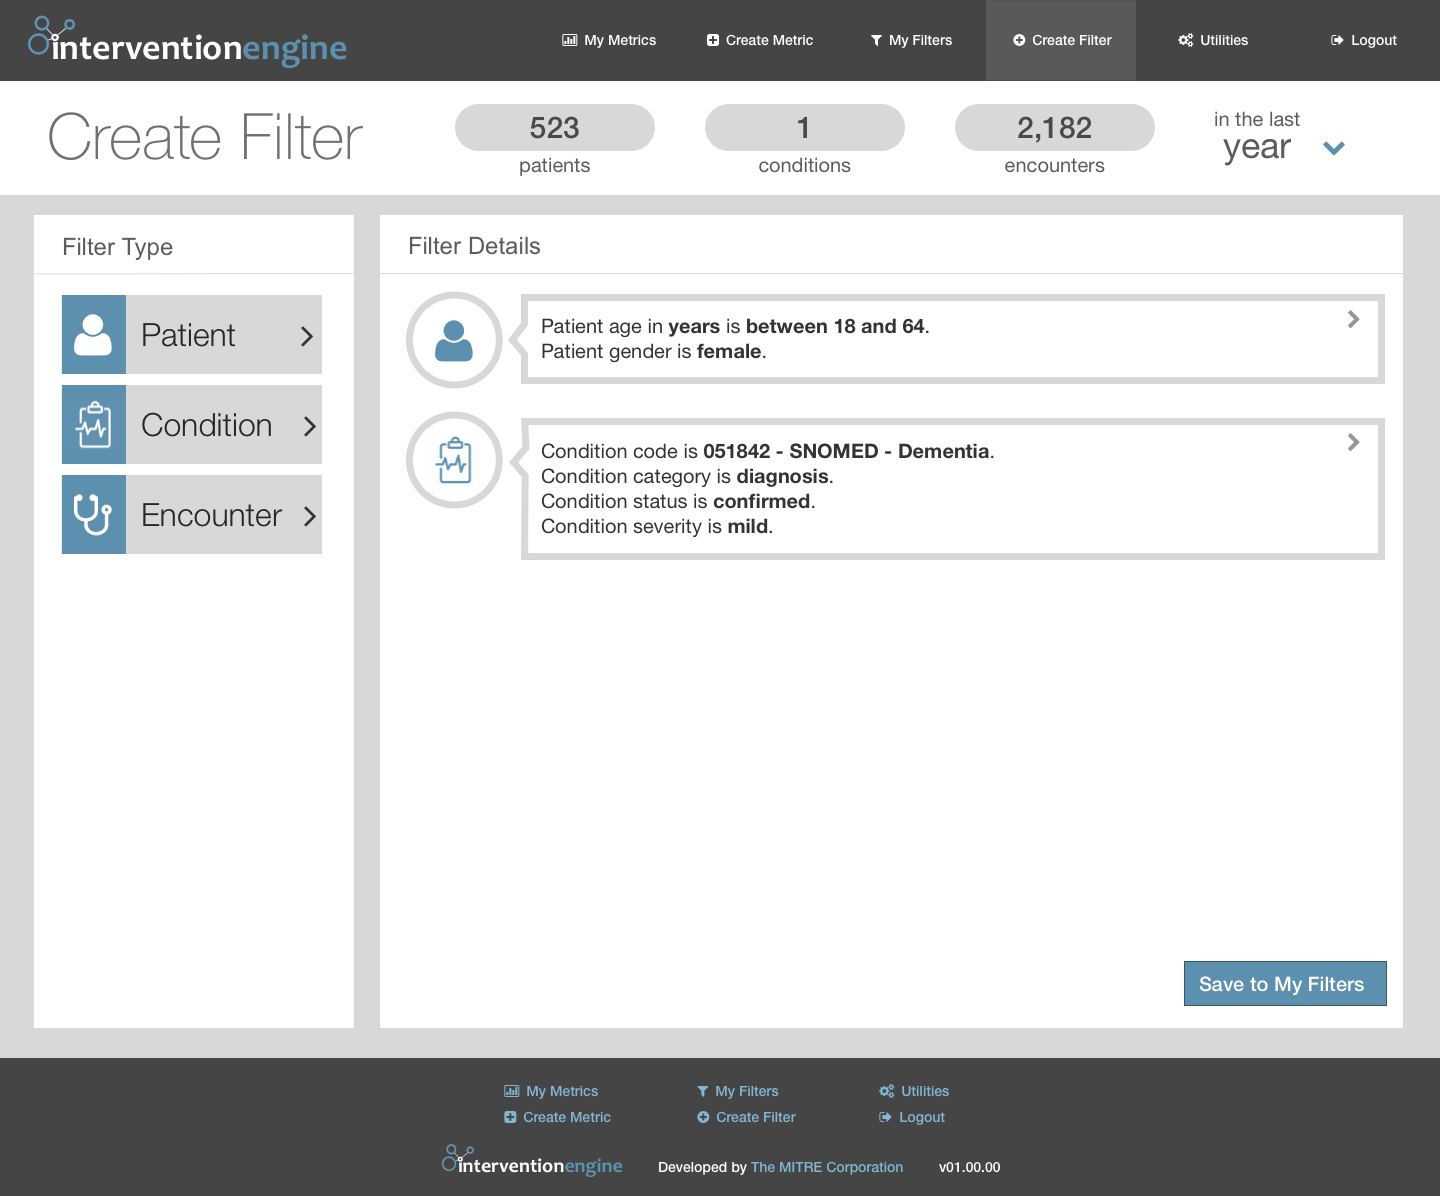 interventionengine
My Metrics
Create Metric
My Filters
Create Filter
Utilities
Logout
Create Filter
523
patients
1
conditions
2,182
encounters
in the last
year
Filter Type
Patient
Condition
Encounter
Filter Details
Patient age in years is between 18 and 64.
Patient gender is female.
Condition code is 051842 - SNOMED - Dementia.
Condition category is diagnosis.
Condition status is confirmed.
Condition severity is mild.
Save to My Filters
My Metrics
My Filters
Utilities
Create Metric
Create Filter
Logout
interventionengine
Developed by The MITRE Corporation
v01.00.00